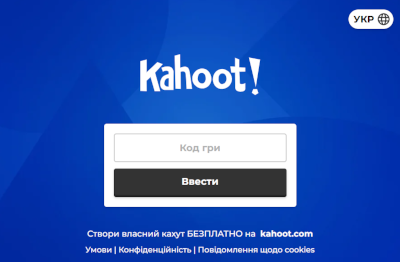 УКР
Kahoot!
Код гри
Ввести
Створи власний кахут БЕЗПЛАТНО на kahoot.com
Умови | Конфіденційність | Повідомлення щодо cookies